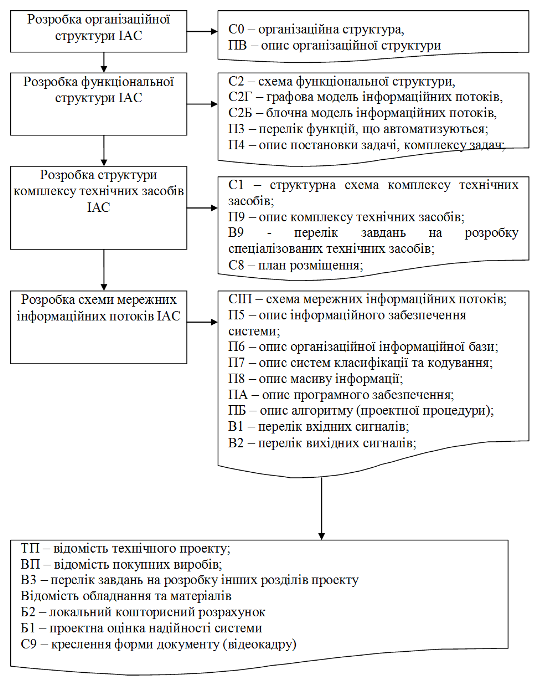 Розробка організаційної
структури ІАС
С0 – організаційна структура,
ПВ – опис організаційної структури
Розробка функціональної
структури ІАС
С2 – схема функціональної структури,
С2Г – графова модель інформаційних потоків,
С2Б – блочна модель інформаційних потоків,
П3 – перелік функцій, що автоматизуються;
П4 – опис постановки задачі, комплексу задач;
Розробка структури
комплексу технічних засобів
ІАС
С1 – структурна схема комплексу технічних
засобів;
П9 – опис комплексу технічних засобів;
В9 - перелік завдань на розробку
спеціалізованих технічних засобів;
С8 – план розміщення;
Розробка схеми мережних
інформаційних потоків ІАС
СІП – схема мережних інформаційних потоків;
П5 – опис інформаційного забезпечення
системи;
П6 – опис організаційної інформаційної бази;
П7 – опис систем класифікації та кодування;
П8 – опис масиву інформації;
ПА – опис програмного забезпечення;
ПБ – опис алгоритму (проектної процедури);
В1 – перелік вхідних сигналів;
В2 – перелік вихідних сигналів;
ТП – відомість технічного проекту;
ВП – відомість покупних виробів;
В3 – перелік завдань на розробку інших розділів проекту
Відомість обладнання та матеріалів
Б2 – локальний кошторисний розрахунок
Б1 – проектна оцінка надійності системи
С9 – креслення форми документу (відеокадру)